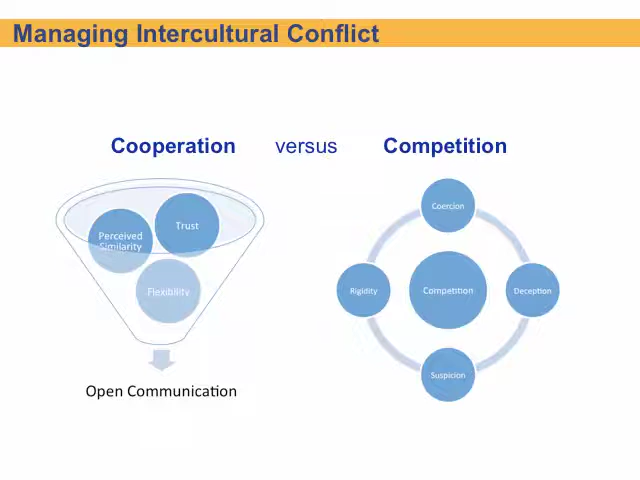 Managing Intercultural Conflict
Cooperation versus Competition
Perceived
Similarity
Trust
Flexibility
Open Communication
Coercion
Rigidity
Competition
Deception
Suspicion